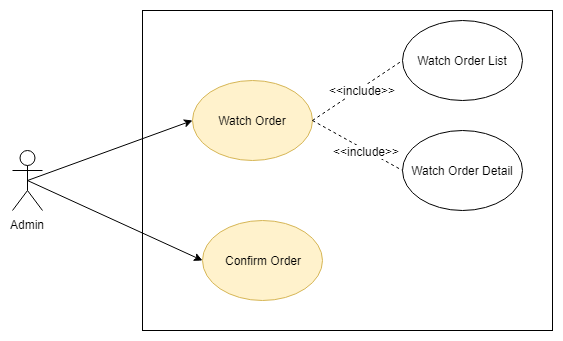 Watch Order List
<<include>>
Watch Order
<<include>>
Watch Order Detail
Admin
Confirm Order